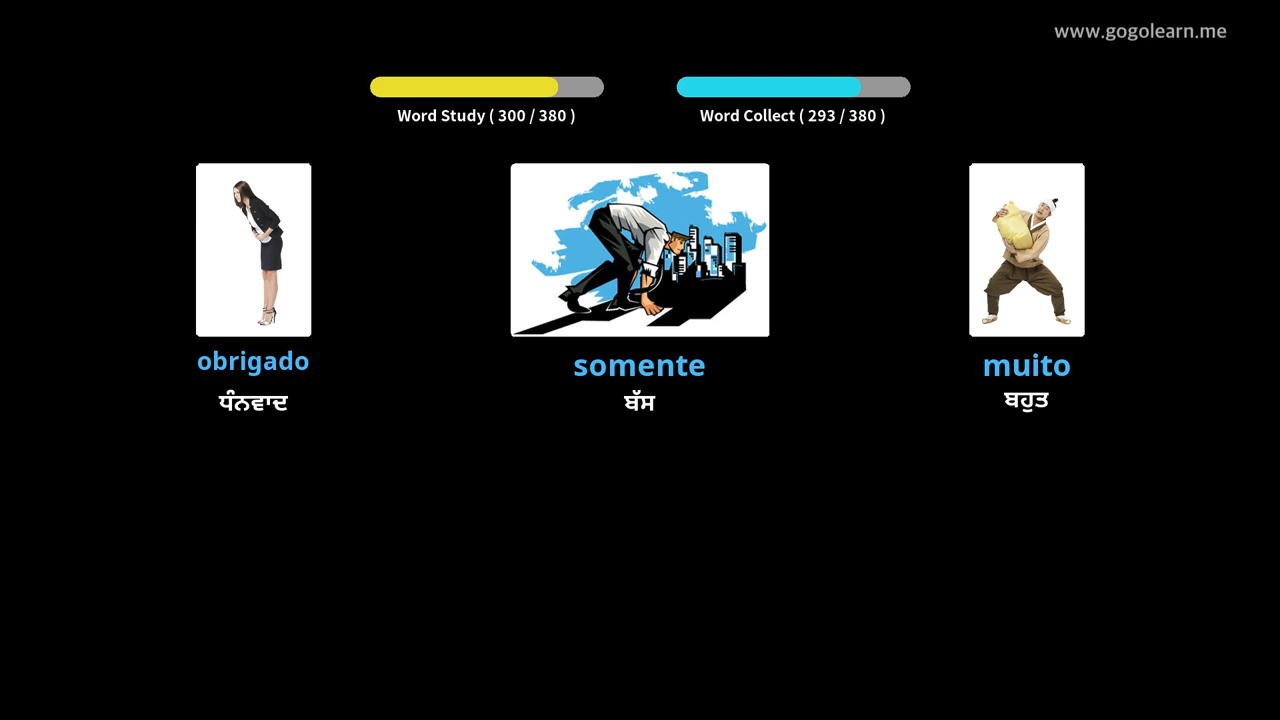 www.gogolearn.me
Word Study ( 300 / 380 )
Word Collect ( 293 / 380 )
obrigado
somente
muito
ਧੰਨਵਾਦ
ਬੱਸ
ਬਹੁਤ